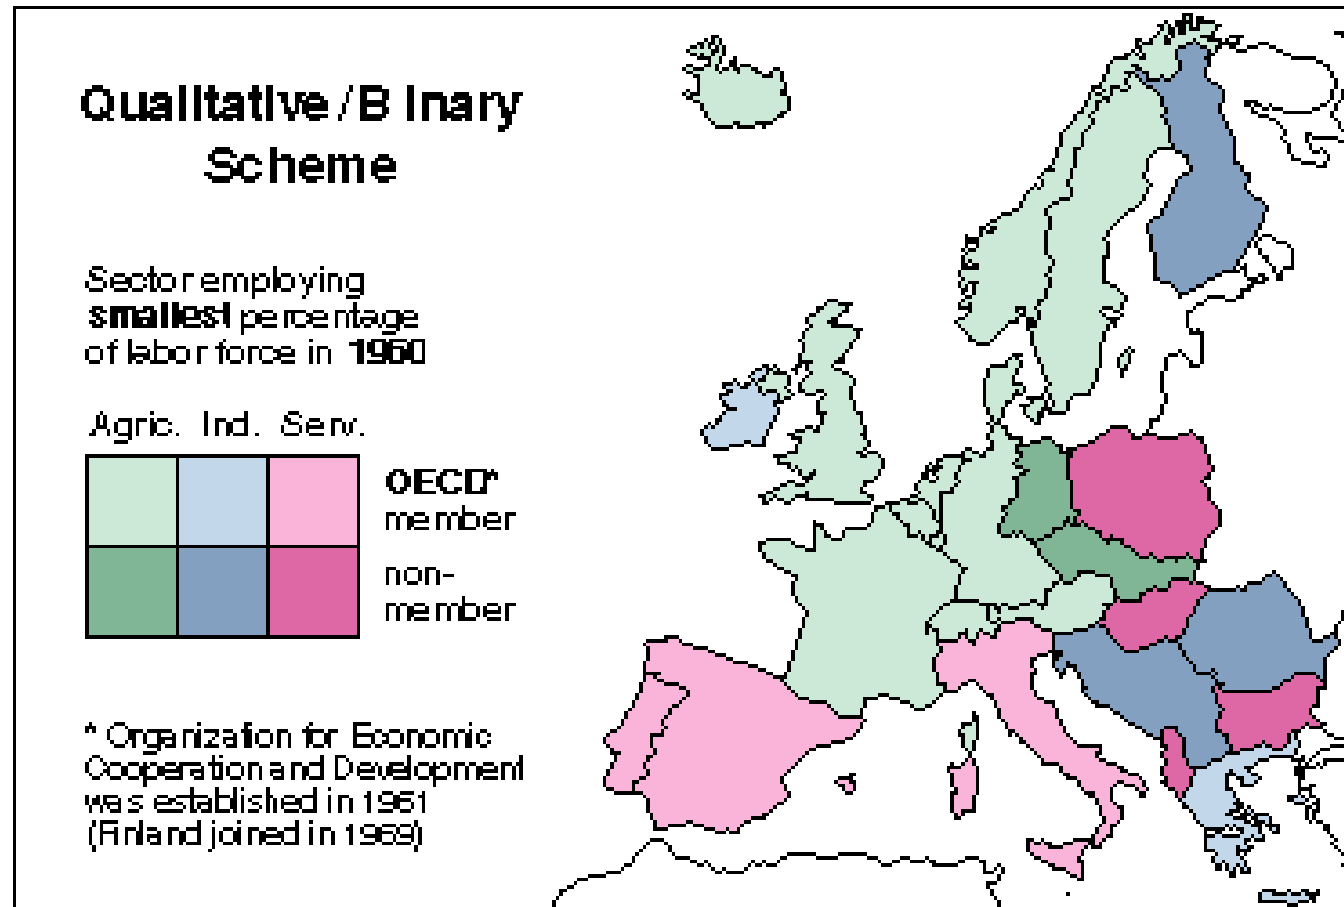 Qualitative/Binary
Scheme
Sector employing
smallest percentage
of labor force in 1960
Agric. Ind. Serv.
OECD*
member
non-
member
* Organization for Economic
Cooperation and Development
was established in 1961
(Finland joined in 1969)